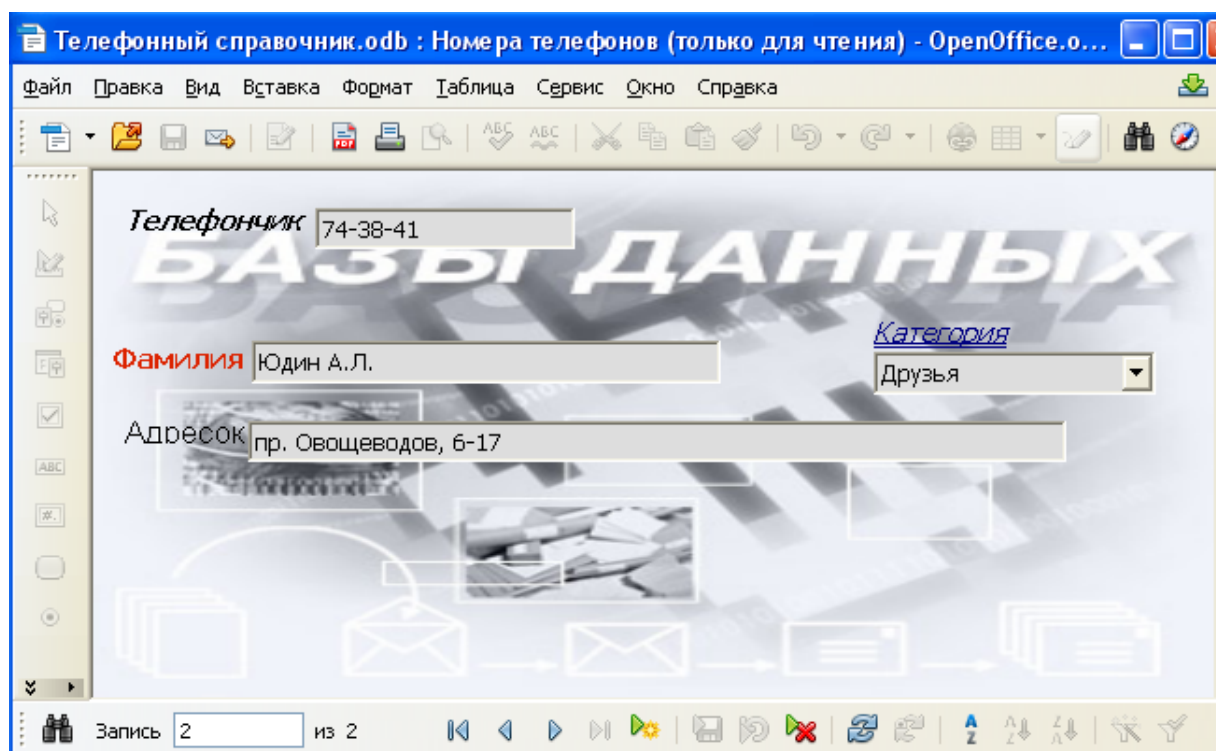 Телефонный справочник.odb : Номера телефонов (только для чтения) - OpenOffice.o...
Файл Правка Вид Вставка Формат Таблица Сервис Окно Справка
Телефончик 74-38-41
БАЗЫ ДАННЫХ
Категория
Фамилия Юдин А.Л.
Друзья
Адресок пр. Овощеводов, 6-17
Запись 2 из 2